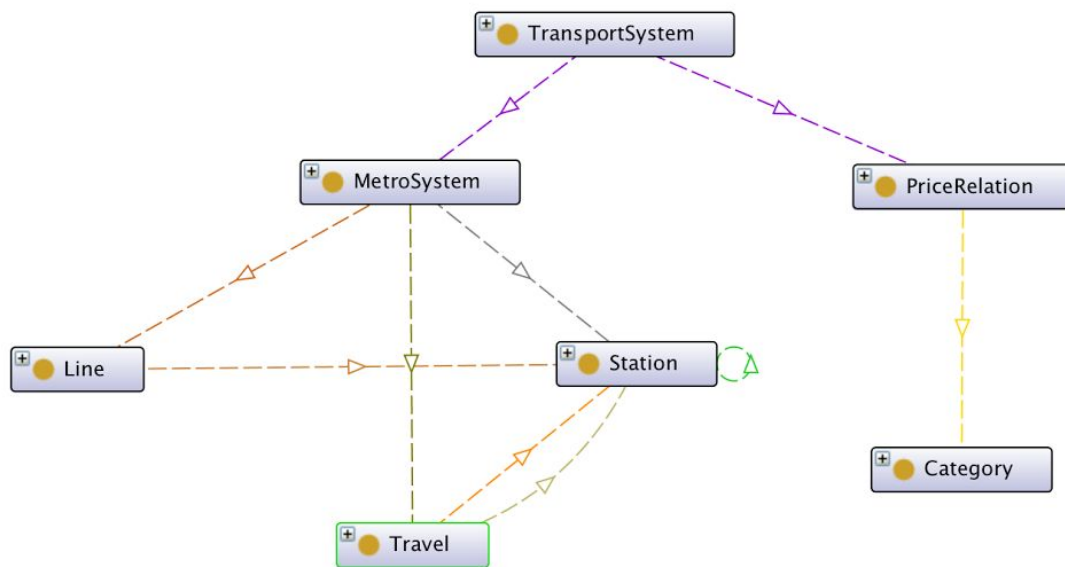 TransportSystem
MetroSystem
PriceRelation
Line
Station
Category
Travel